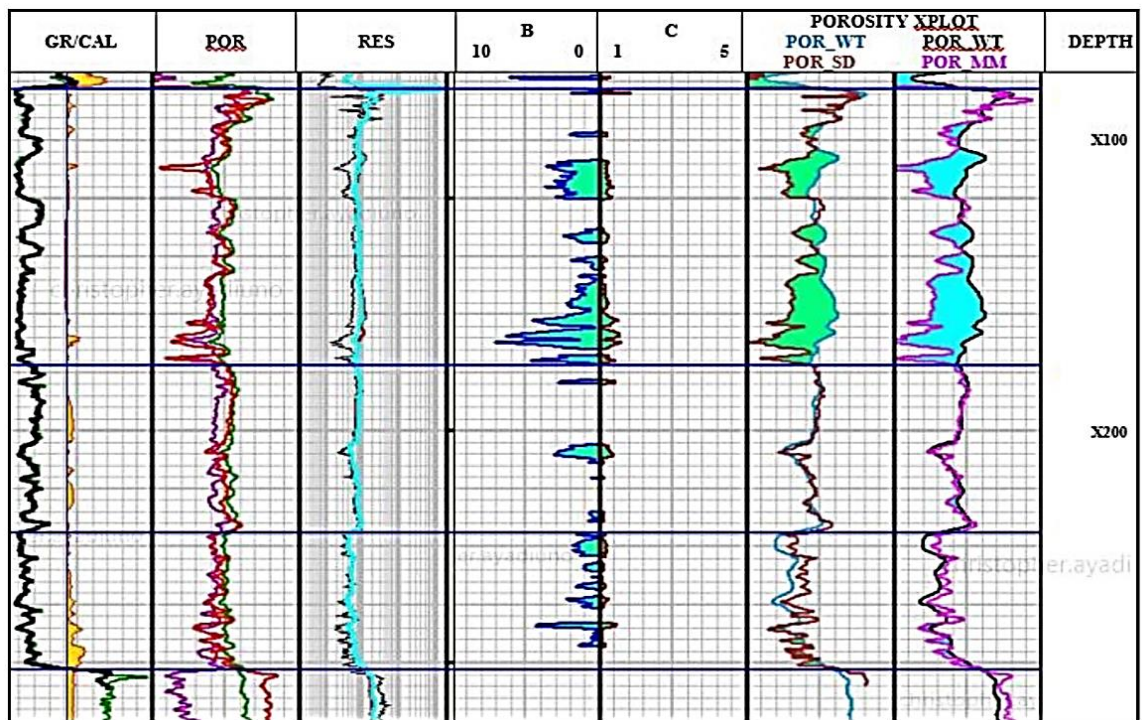 GR/CAL
POR
RES
B
10 0
C
1 5
POROSITY XPLOT
POR_WT
POR_SD
POR_WT
POR_MM
DEPTH
X100
X200